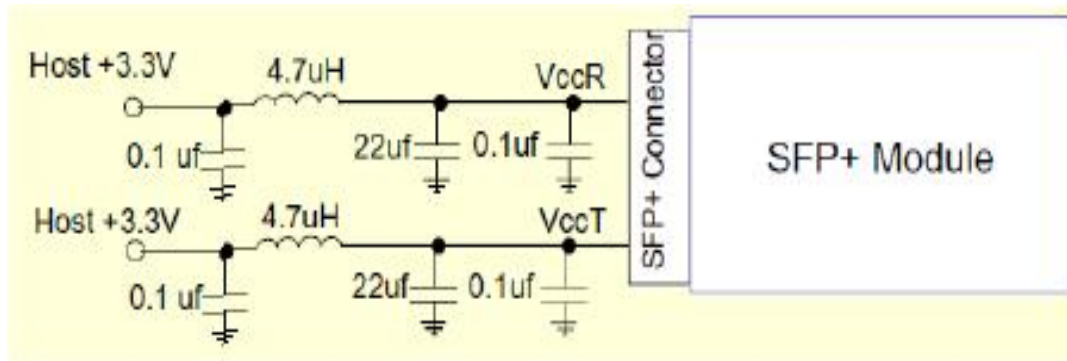 Host +3.3V
4.7uH
VccR
0.1 uf
22uf
0.1uf
Host +3.3V
4.7uH
VccT
0.1 uf
22uf
0.1uf
SFP+ Connector
SFP+ Module